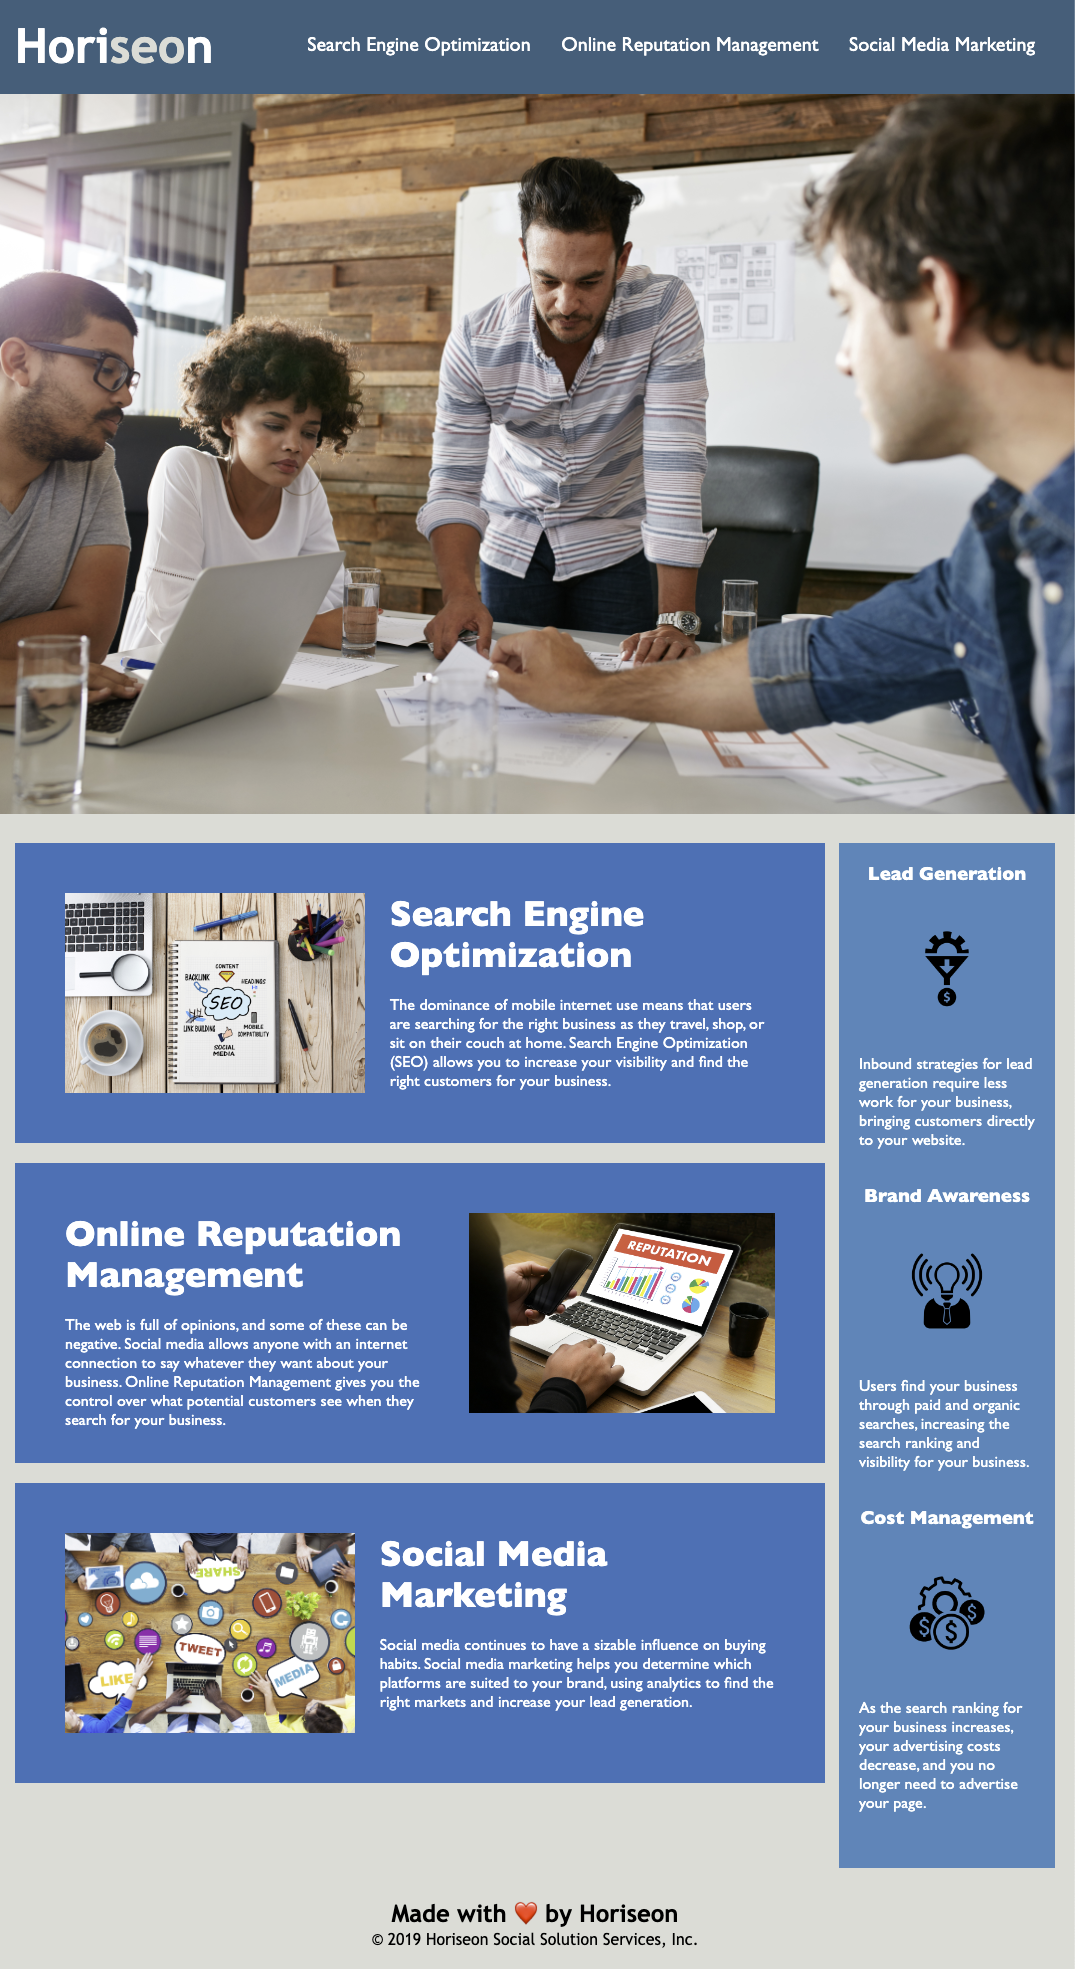 Horiseon
Search Engine Optimization
Online Reputation Management
Social Media Marketing
CONTENT
BACKLINK
HEADINGS
SEO
LINK BUILDING
MOBILE
COMPATIBILITY
SOCIAL
MEDIA
Search Engine
Optimization
The dominance of mobile internet use means that users
are searching for the right business as they travel, shop, or
sit on their couch at home. Search Engine Optimization
(SEO) allows you to increase your visibility and find the
right customers for your business.
Online Reputation
Management
The web is full of opinions, and some of these can be
negative. Social media allows anyone with an internet
connection to say whatever they want about your
business. Online Reputation Management gives you the
control over what potential customers see when they
search for your business.
REPUTATION
SHARE
TWEET
LIKE
MEDIA
Social Media
Marketing
Social media continues to have a sizable influence on buying
habits. Social media marketing helps you determine which
platforms are suited to your brand, using analytics to find the
right markets and increase your lead generation.
Lead Generation
$
Inbound strategies for lead
generation require less
work for your business,
bringing customers directly
to your website.
Brand Awareness
Users find your business
through paid and organic
searches, increasing the
search ranking and
visibility for your business.
Cost Management
$ $ $
As the search ranking for
your business increases,
your advertising costs
decrease, and you no
longer need to advertise
your page.
Made with ❤️ by Horiseon
© 2019 Horiseon Social Solution Services, Inc.